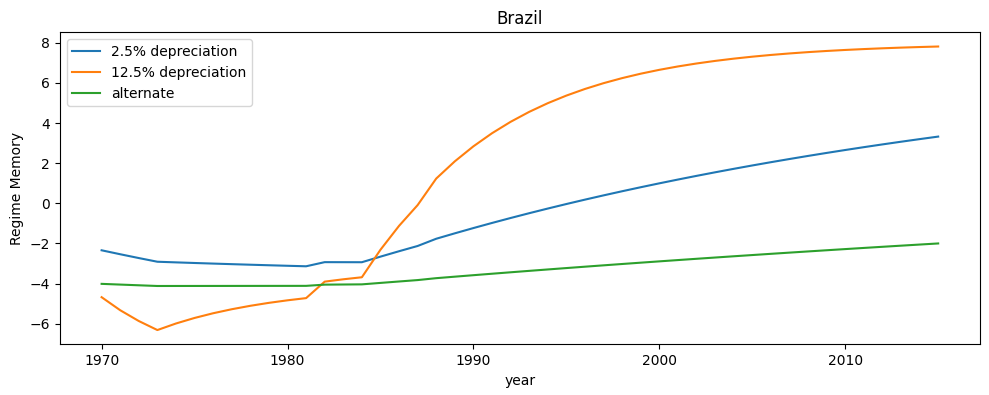 Brazil
2.5% depreciation
12.5% depreciation
alternate
Regime Memory
8
6
4
2
0
−2
−4
−6
1970
1980
1990
2000
2010
year